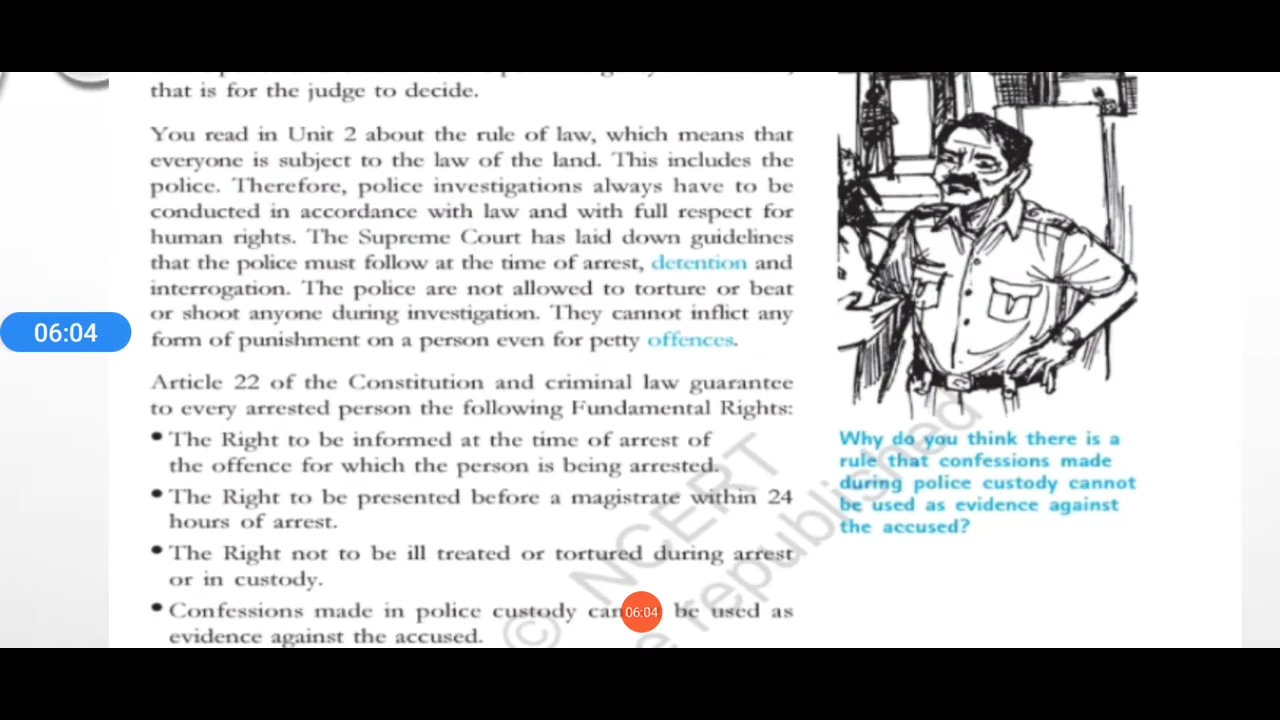 that is for the judge to decide.
You read in Unit 2 about the rule of law, which means that
everyone is subject to the law of the land. This includes the
police. Therefore, police investigations always have to be
conducted in accordance with law and with full respect for
human rights. The Supreme Court has laid down guidelines
that the police must follow at the time of arrest, detention and
interrogation. The police are not allowed to torture or beat
or shoot anyone during investigation. They cannot inflict any
form of punishment on a person even for petty offences.
Article 22 of the Constitution and criminal law guarantee
to every arrested person the following Fundamental Rights:
• The Right to be informed at the time of arrest of
the offence for which the person is being arrested.
• The Right to be presented before a magistrate within 24
hours of arrest.
• The Right not to be ill treated or tortured during arrest
or in custody.
• Confessions made in police custody be used as
evidence against the accused.
Why do you think there is a
rule that confessions made
during police custody cannot
be used as evidence against
the accused?
06:04
06:04
© NCERT
republished